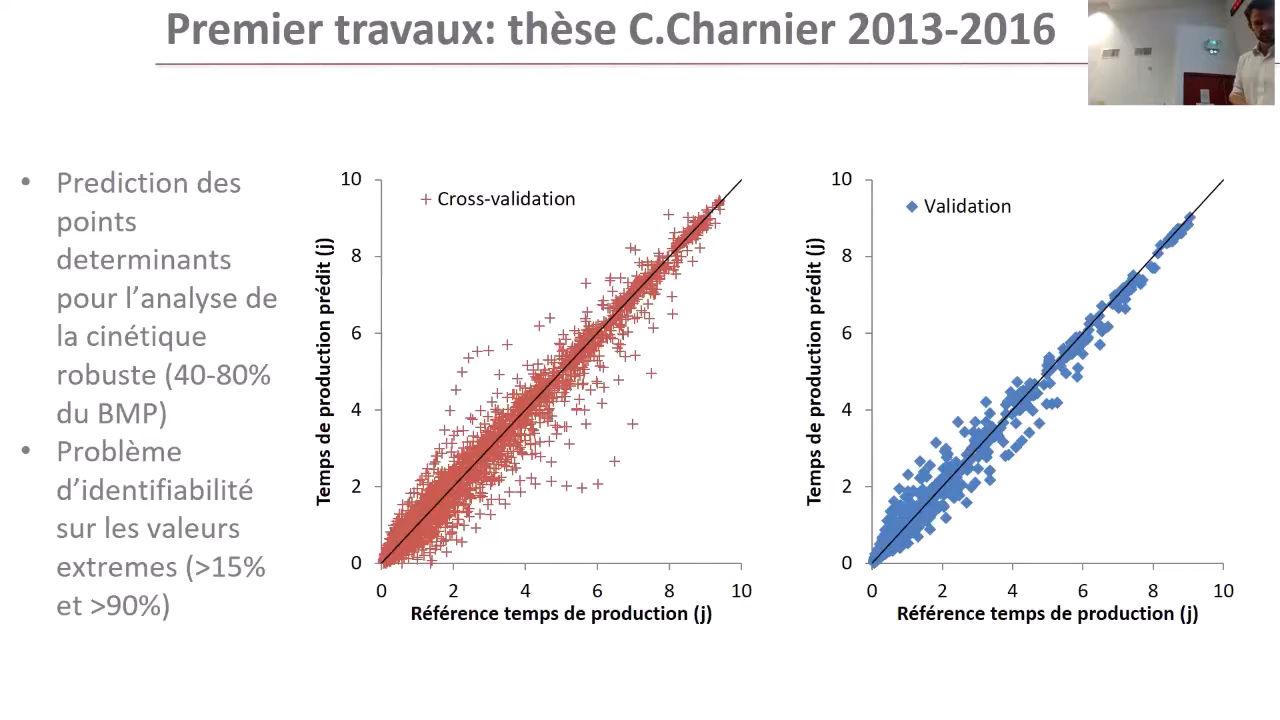 Premier travaux: thèse C.Charnier 2013-2016
• Prediction des
points
determinants
pour l’analyse de
la cinétique
robuste (40-80%
du BMP)
• Problème
d’identifiabilité
sur les valeurs
extremes (>15%
et >90%)
Cross-validation
Temps de production prédit (j)
10
8
6
4
2
0
0 2 4 6 8 10
Référence temps de production (j)
Validation
Temps de production prédit (j)
10
8
6
4
2
0
0 2 4 6 8 10
Référence temps de production (j)